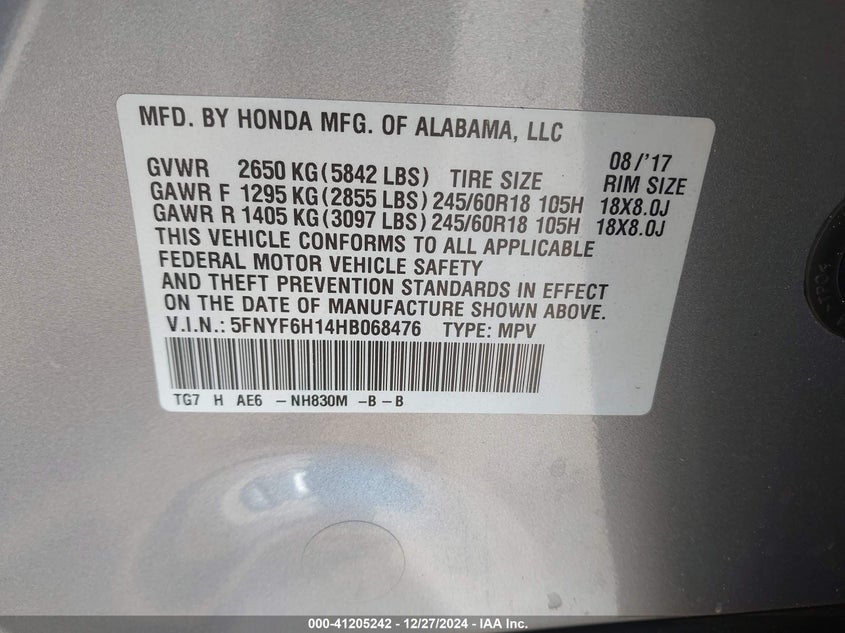 MFD. BY HONDA MFG. OF ALABAMA, LLC
08/'17
GVWR 2650 KG(5842 LBS) TIRE SIZE RIM SIZE
GAWR F 1295 KG(2855 LBS)245/60R18 105H 18X8.0J
GAWR R 1405 KG(3097 LBS)245/60R18 105H 18X8.0J
THIS VEHICLE CONFORMS TO ALL APPLICABLE
FEDERAL MOTOR VEHICLE SAFETY
AND THEFT PREVENTION STANDARDS IN EFFECT
ON THE DATE OF MANUFACTURE SHOWN ABOVE.
V.I.N.: 5FNYF6H14HB068476 TYPE: MPV
TG7 H AE6 -NH830M -B-B
000-41205242 - 12/27/2024 - IAA Inc.